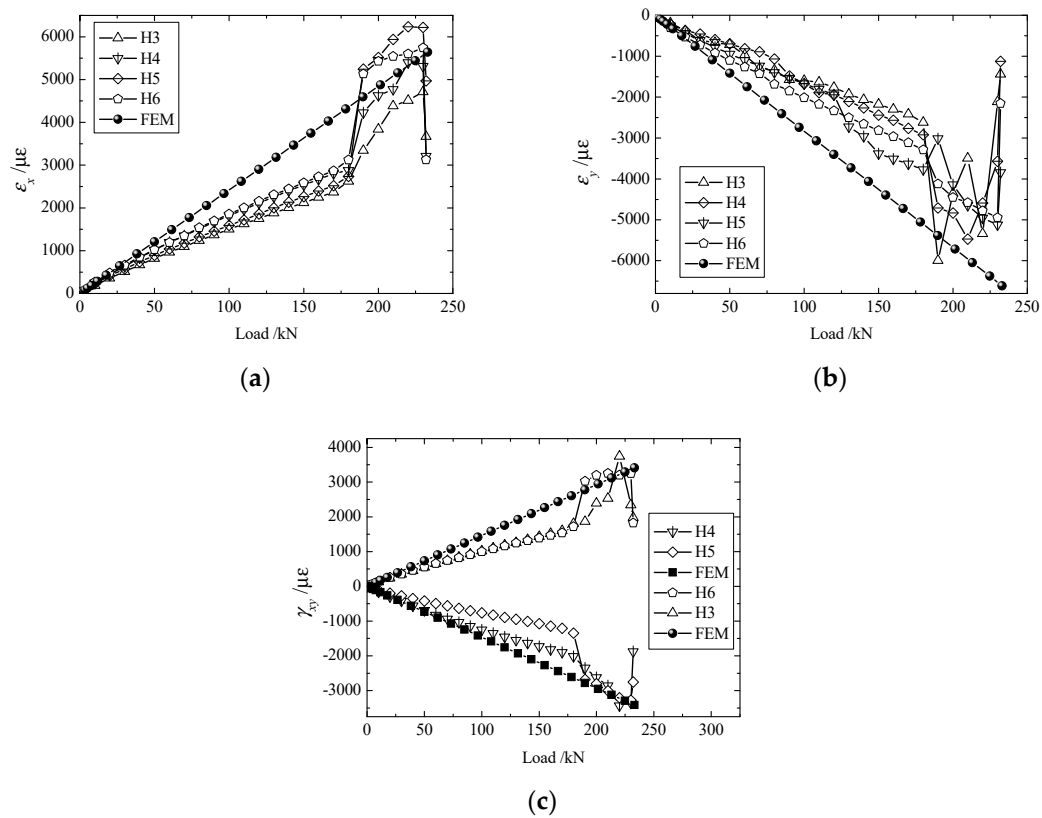 6000
5000
4000
3000
2000
1000
0
ε_x /με
H3
H4
H5
H6
FEM
0 50 100 150 200 250
Load /kN
(a)
0
-1000
-2000
-3000
-4000
-5000
-6000
ε_y /με
H3
H4
H5
H6
FEM
0 50 100 150 200 250
Load /kN
(b)
4000
3000
2000
1000
0
-1000
-2000
-3000
γ_xy /με
H4
H5
FEM
H6
H3
FEM
0 50 100 150 200 250 300
Load /kN
(c)